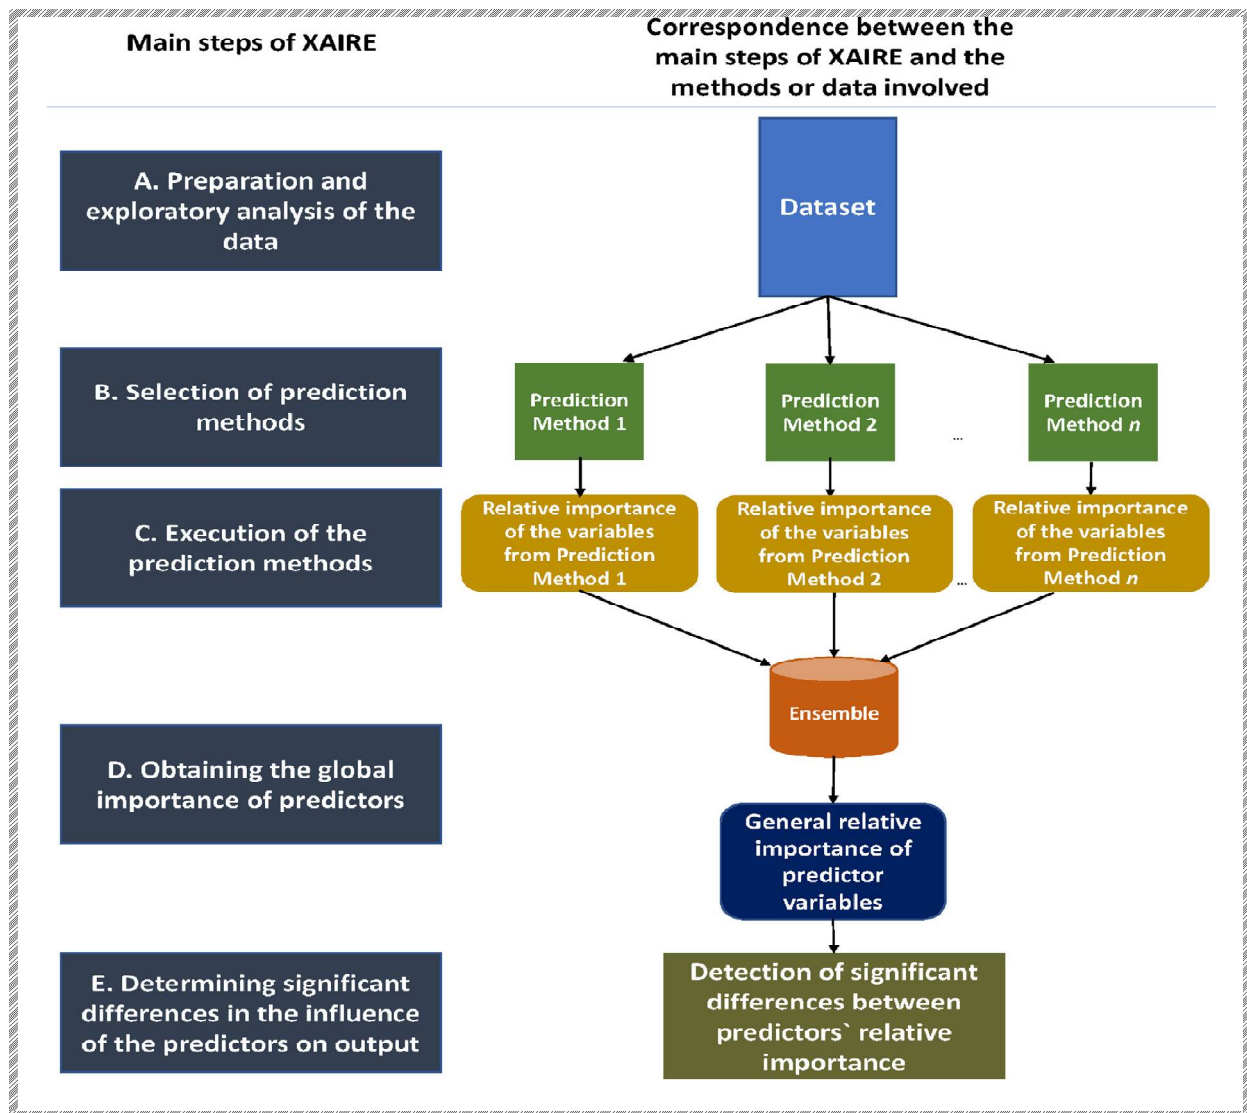 Main steps of XAIRE
Correspondence between the
main steps of XAIRE and the
methods or data involved
A. Preparation and
exploratory analysis of the
data
Dataset
B. Selection of prediction
methods
Prediction
Method 1
Prediction
Method 2
...
Prediction
Method n
C. Execution of the
prediction methods
Relative importance
of the variables
from Prediction
Method 1
Relative importance
of the variables
from Prediction
Method 2
...
Relative importance
of the variables
from Prediction
Method n
Ensemble
D. Obtaining the global
importance of predictors
General relative
importance of
predictor
variables
E. Determining significant
differences in the influence
of the predictors on output
Detection of significant
differences between
predictors` relative
importance